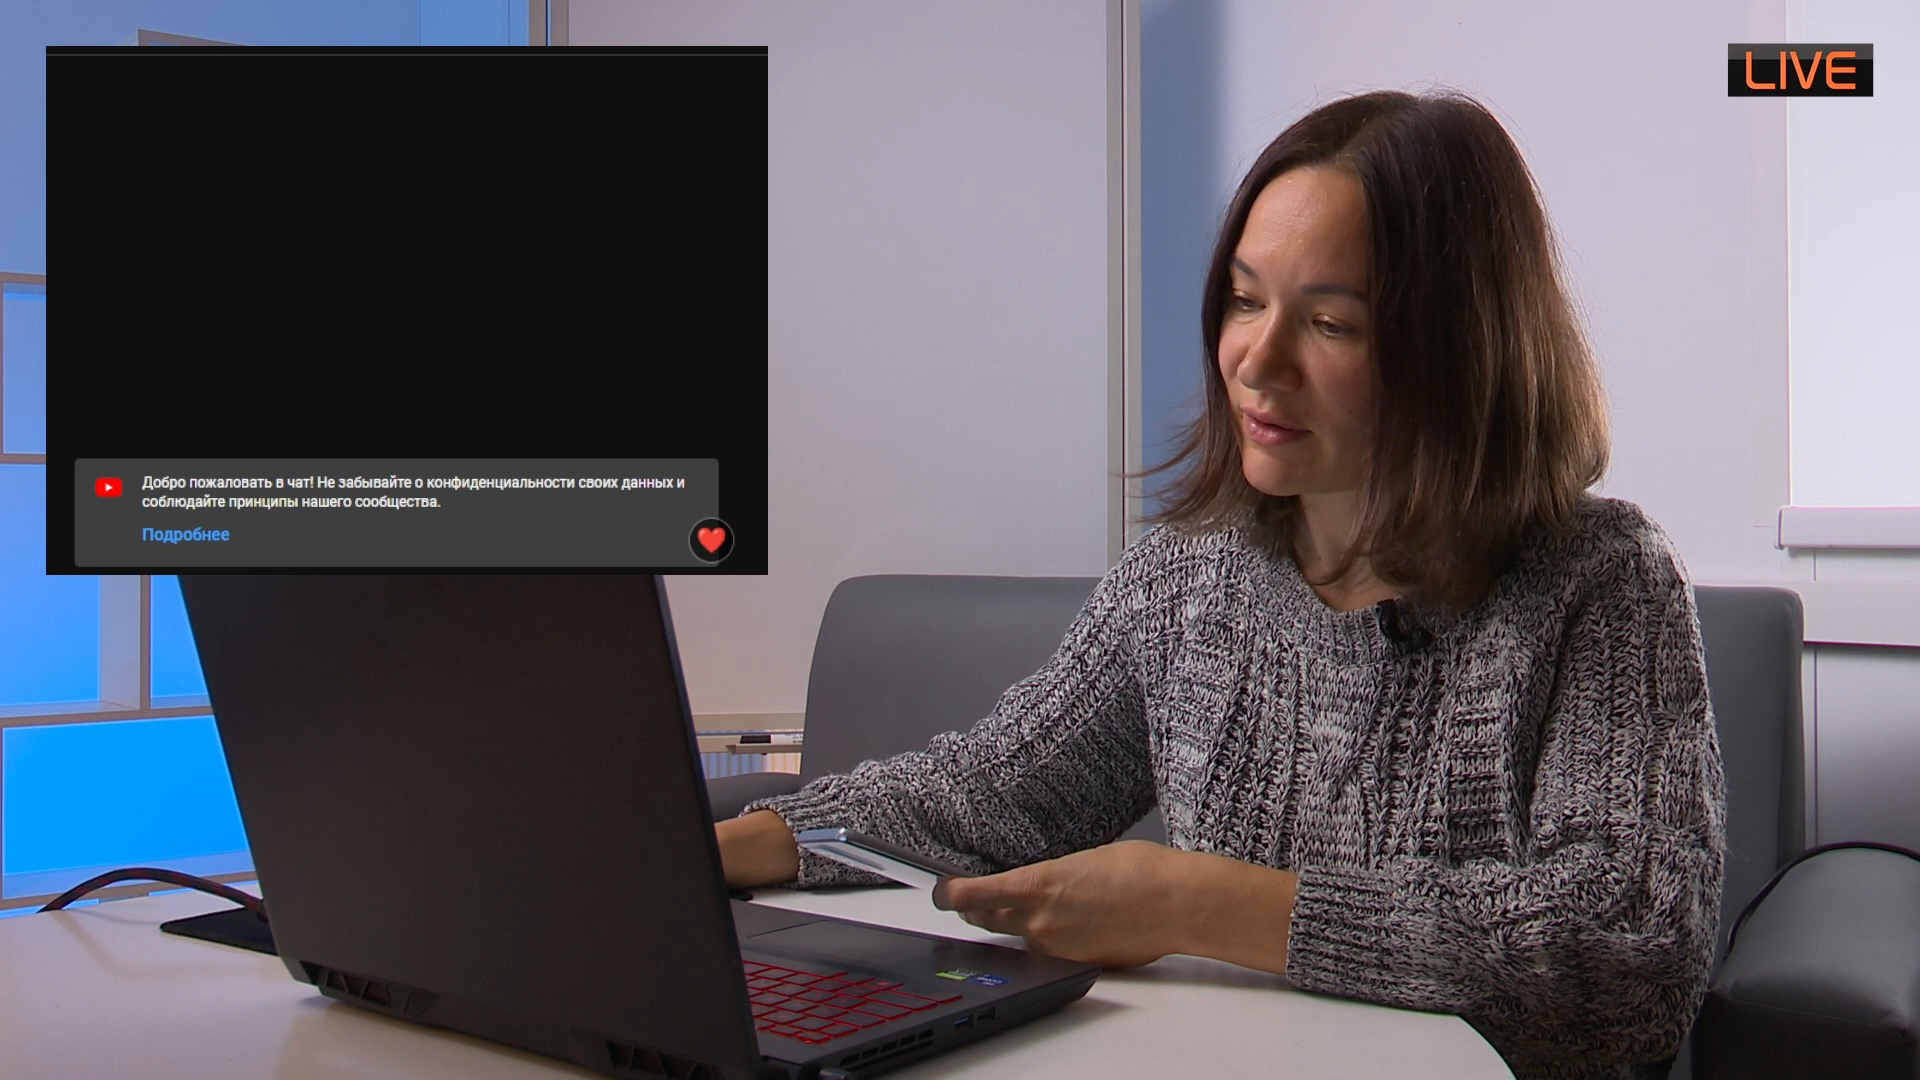 LIVE
Добро пожаловать в чат! Не забывайте о конфиденциальности своих данных и
соблюдайте принципы нашего сообщества.
Подробнее